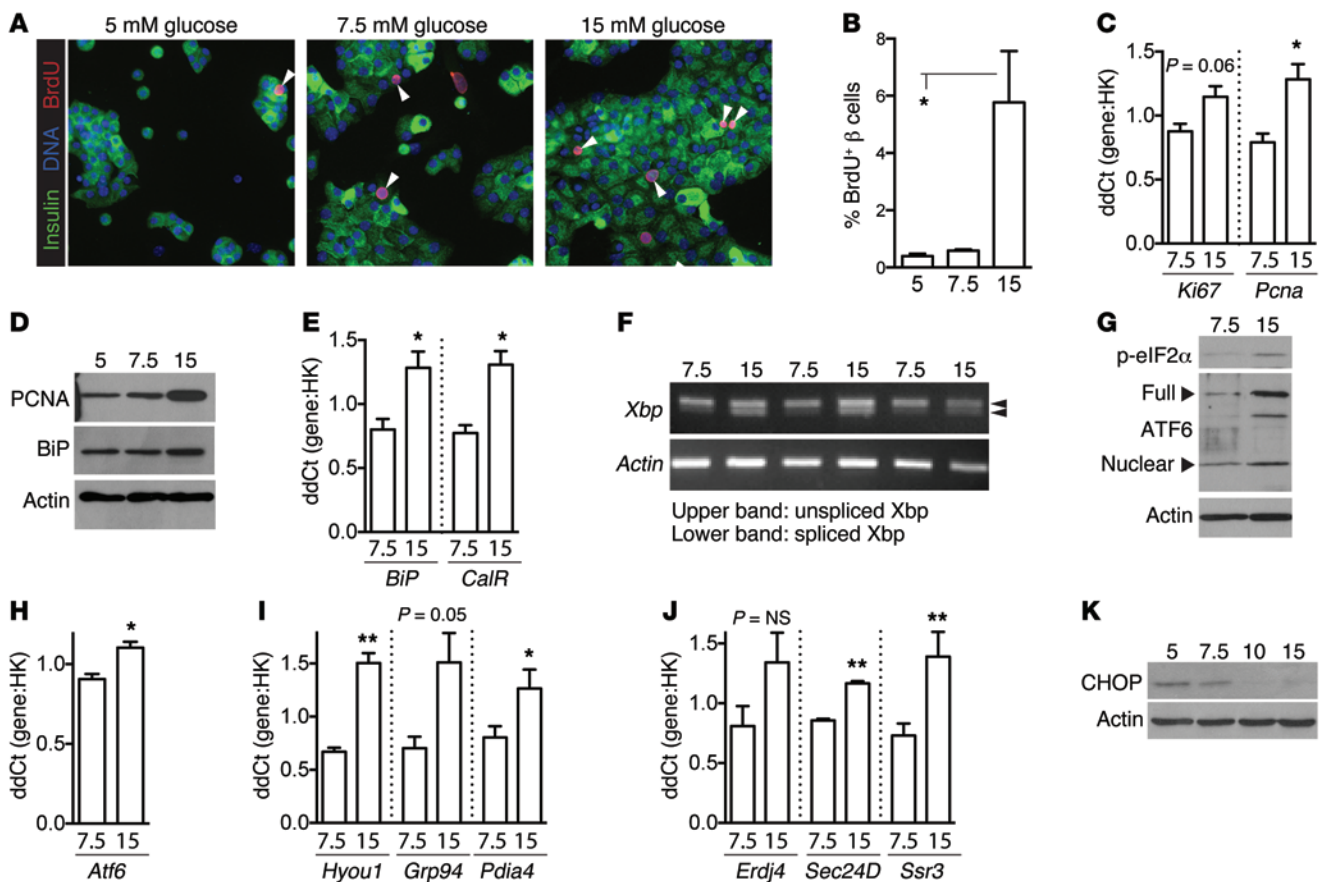 A
5 mM glucose
7.5 mM glucose
15 mM glucose
Insulin DNA BrdU
B
% BrdU⁺ β cells
8
6
4
2
0
5 7.5 15
*
C
ddCt (gene:HK)
1.5
1.0
0.5
0.0
P = 0.06
*
7.5 15 7.5 15
Ki67 Pcna
D
5 7.5 15
PCNA
BiP
Actin
E
ddCt (gene:HK)
1.5
1.0
0.5
0.0
* *
7.5 15 7.5 15
BiP CalR
F
7.5 15 7.5 15 7.5 15
Xbp
Actin
Upper band: unspliced Xbp
Lower band: spliced Xbp
G
7.5 15
p-eIF2α
Full
ATF6
Nuclear
Actin
H
ddCt (gene:HK)
1.0
0.5
0.0
*
7.5 15
Atf6
I
ddCt (gene:HK)
1.5
1.0
0.5
0.0
P = 0.05
** *
7.5 15 7.5 15 7.5 15
Hyou1 Grp94 Pdia4
J
ddCt (gene:HK)
1.5
1.0
0.5
0.0
P = NS
** **
7.5 15 7.5 15 7.5 15
Erdj4 Sec24D Ssr3
K
5 7.5 10 15
CHOP
Actin